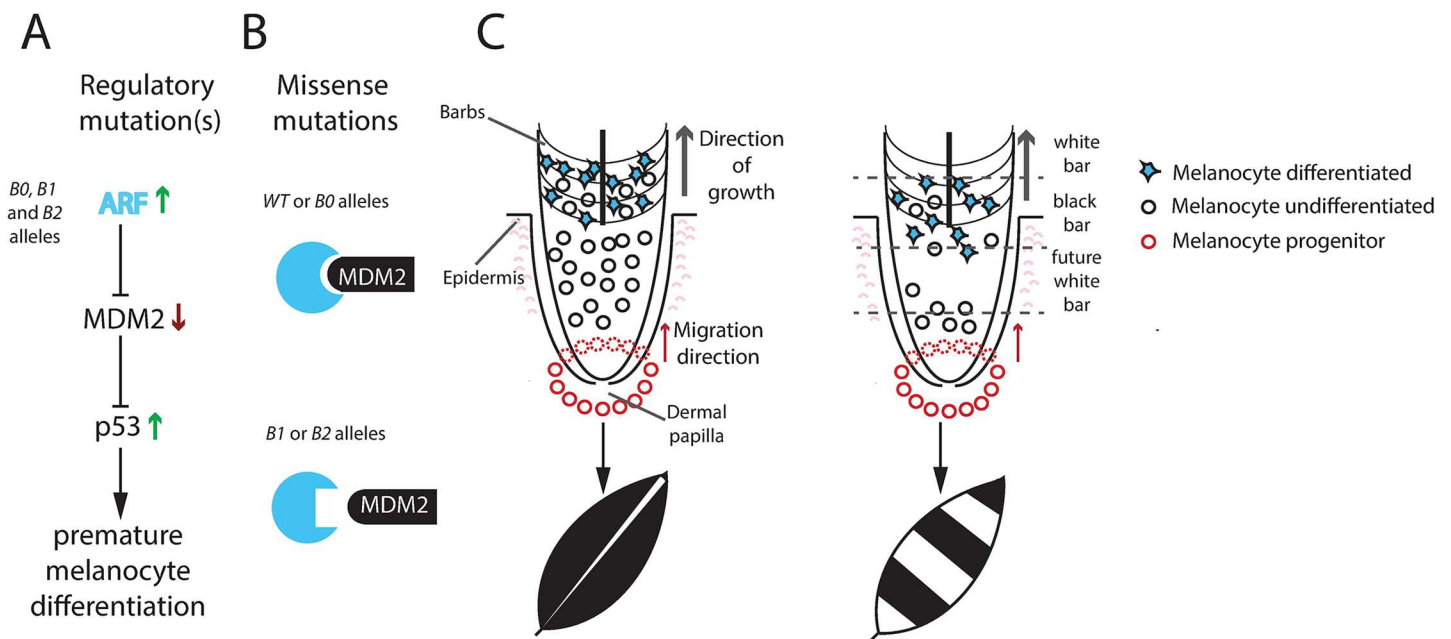 A
B
C
Regulatory
mutation(s)
B0, B1
and B2
alleles
ARF
MDM2
p53
premature
melanocyte
differentiation
Missense
mutations
WT or B0 alleles
MDM2
B1 or B2 alleles
MDM2
Barbs
Direction
of
growth
Epidermis
Migration
direction
Dermal
papilla
white
bar
black
bar
future
white
bar
Melanocyte differentiated
Melanocyte undifferentiated
Melanocyte progenitor